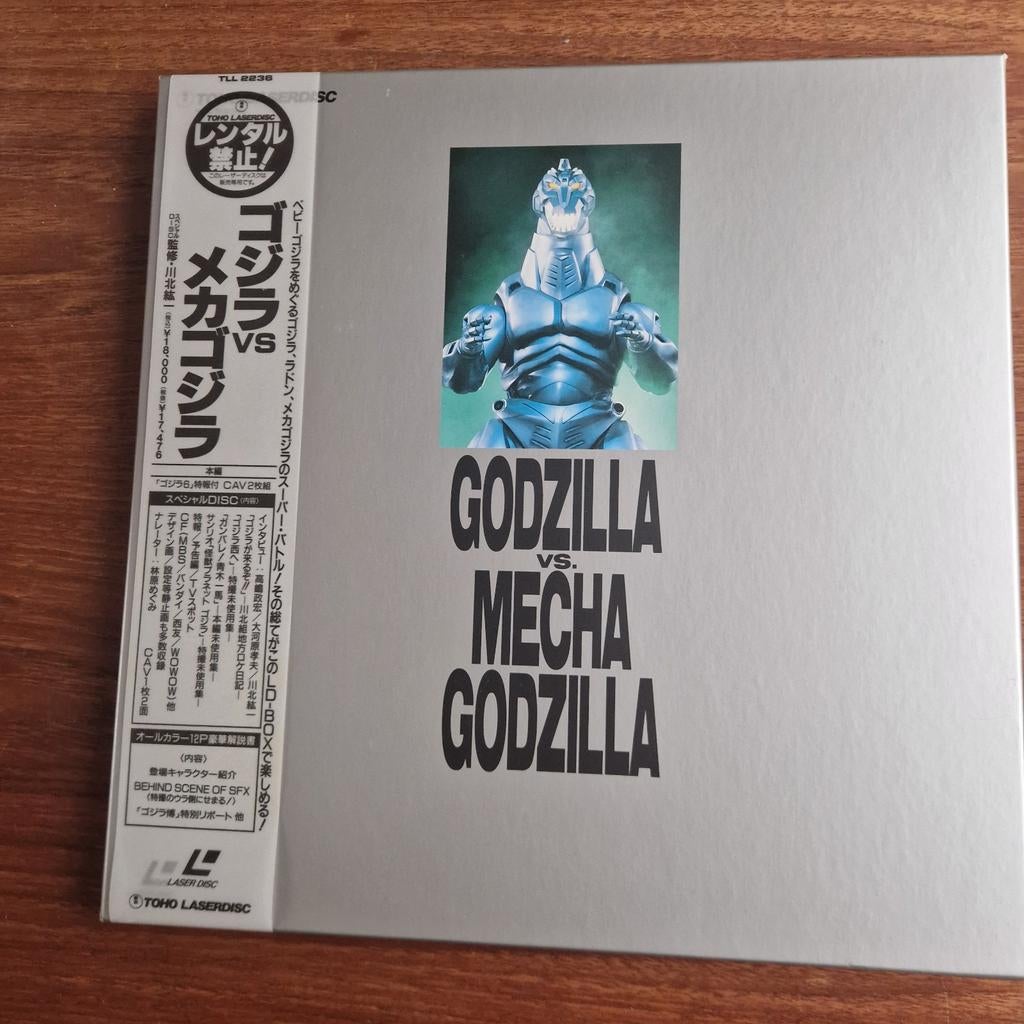 TLL 2236
TOHO LASERDISC
TOHO LASERDISC
レンタル
禁止!
このレーザーディスクは
販売専用です。
ベビーゴジラをめぐるゴジラ、ラドン、メカゴジラのスーパー・バトル!その総てがこのLD-BOXで楽しめる!
ゴジラVS
メカゴジラ
監修・川北紘一
(税込)¥18,000(税抜)¥17,476
本編
「ゴジラ6」特報付 CAV2枚組
スペシャルDISC〈内容〉
インタビュー:高嶋政宏/大河原孝夫/川北紘一
「ゴジラが来るぞ!!」―川北組地方ロケ日記―
「ゴジラ西へ」―特撮未使用集―
「ガンバレ!青木一馬」―本編未使用集―
サンリオ「怪獣プラネット ゴジラ」―特撮未使用集―
特報/予告編/TVスポット
CF(MBS/バンダイ/西友/WOWOW)他
デザイン画/設定等静止画も多数収録
ナレーター:林原めぐみ
CAV1枚2面
オールカラー12P豪華解説書
〈内容〉
登場キャラクター紹介
BEHIND SCENE OF SFX
(特撮のウラ側にせまる!)
「ゴジラ博」特別リポート 他
LASER DISC
TOHO LASERDISC
GODZILLA
VS.
MECHA
GODZILLA